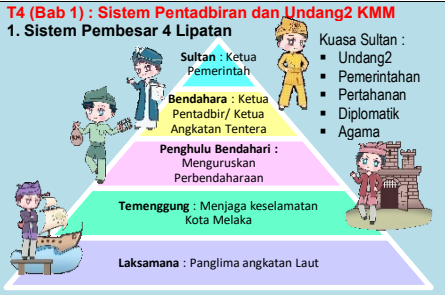 T4 (Bab 1) : Sistem Pentadbiran dan Undang2 KMM
1. Sistem Pembesar 4 Lipatan
Sultan : Ketua
Pemerintah
Bendahara : Ketua
Pentadbir/ Ketua
Angkatan Tentera
Penghulu Bendahari :
Menguruskan
Perbendaharaan
Temenggung : Menjaga keselamatan
Kota Melaka
Laksamana : Panglima angkatan Laut
Kuasa Sultan :
▪ Undang2
▪ Pemerintahan
▪ Pertahanan
▪ Diplomatik
▪ Agama